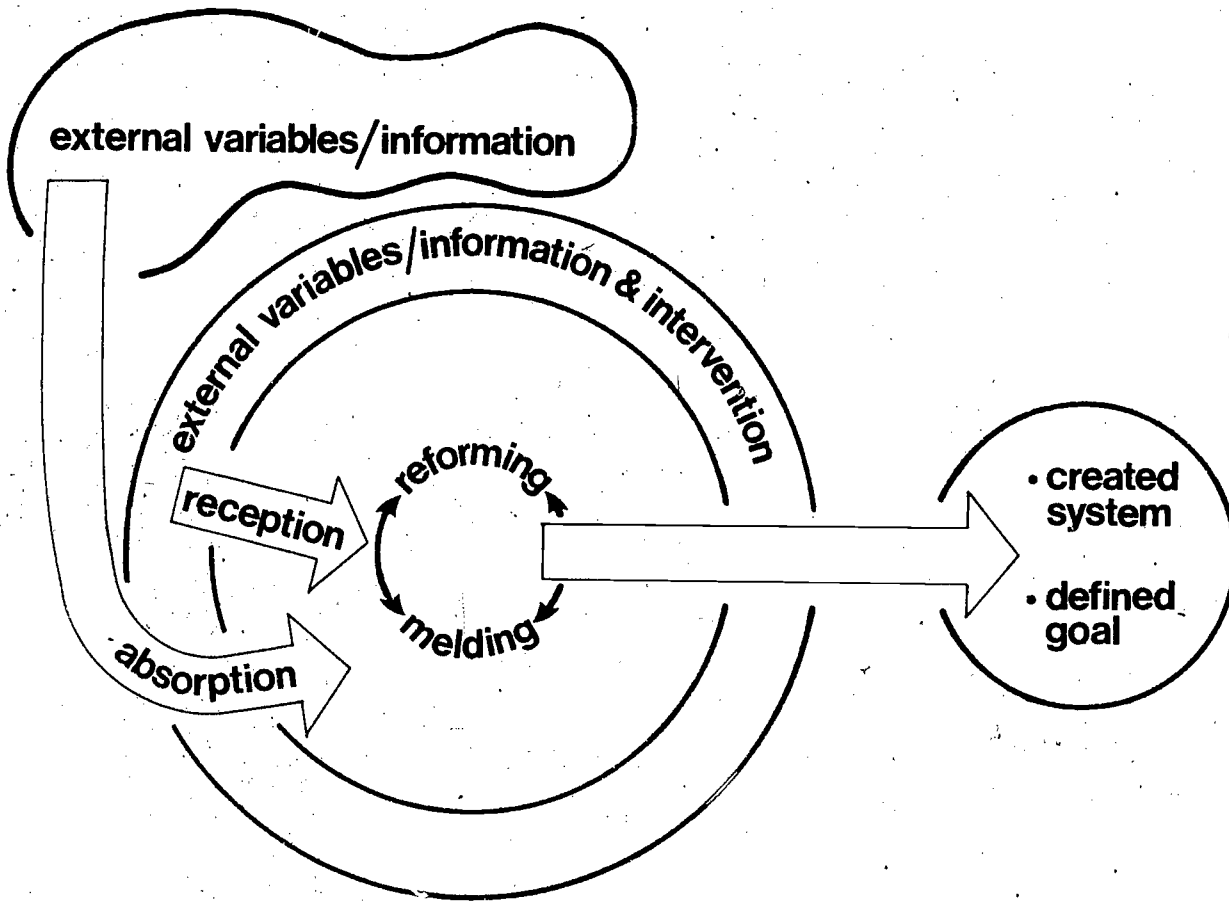 external variables/information
external variables/information & intervention
reception
reforming
melding
absorption
• created
system
• defined
goal